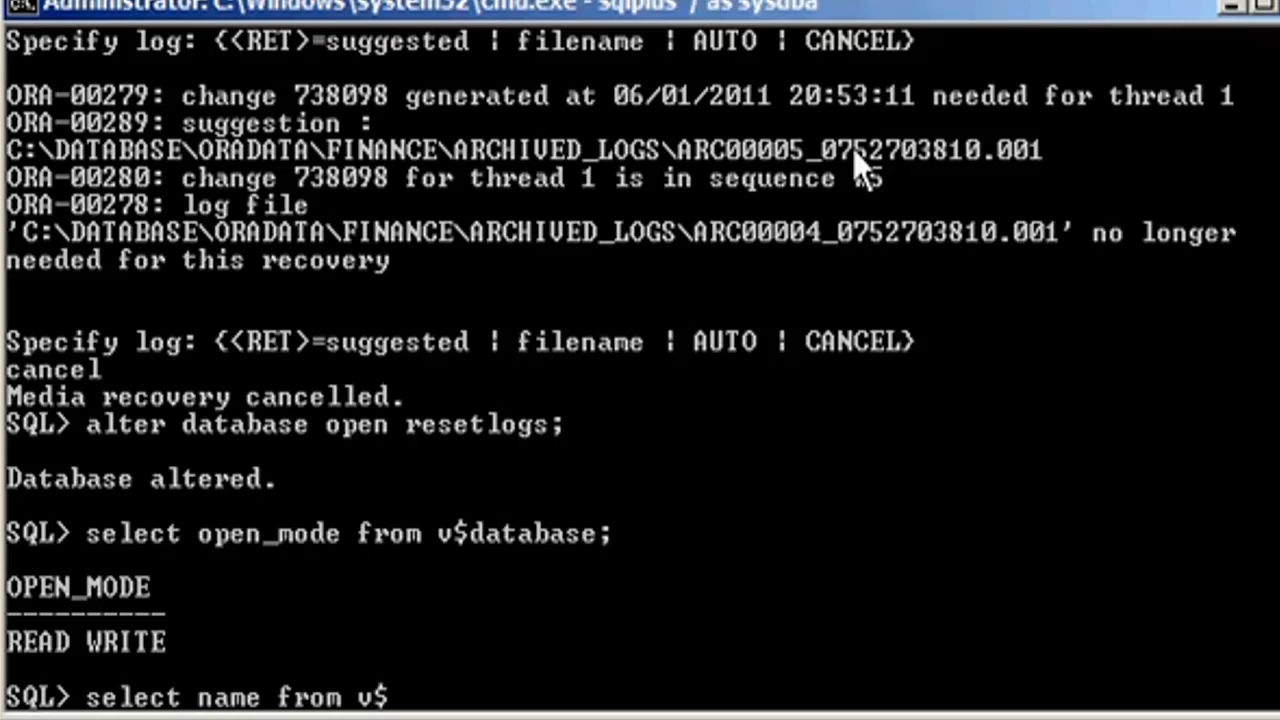 Administrator: C:\Windows\system32\cmd.exe - sqlplus "/ as sysdba"
Specify log: {<RET>=suggested | filename | AUTO | CANCEL}
ORA-00279: change 738098 generated at 06/01/2011 20:53:11 needed for thread 1
ORA-00289: suggestion :
C:\DATABASE\ORADATA\FINANCE\ARCHIVED_LOGS\ARC00005_0752703810.001
ORA-00280: change 738098 for thread 1 is in sequence #5
ORA-00278: log file
'C:\DATABASE\ORADATA\FINANCE\ARCHIVED_LOGS\ARC00004_0752703810.001' no longer
needed for this recovery
Specify log: {<RET>=suggested | filename | AUTO | CANCEL}
cancel
Media recovery cancelled.
SQL> alter database open resetlogs;
Database altered.
SQL> select open_mode from v$database;
OPEN_MODE
----------
READ WRITE
SQL> select name from v$